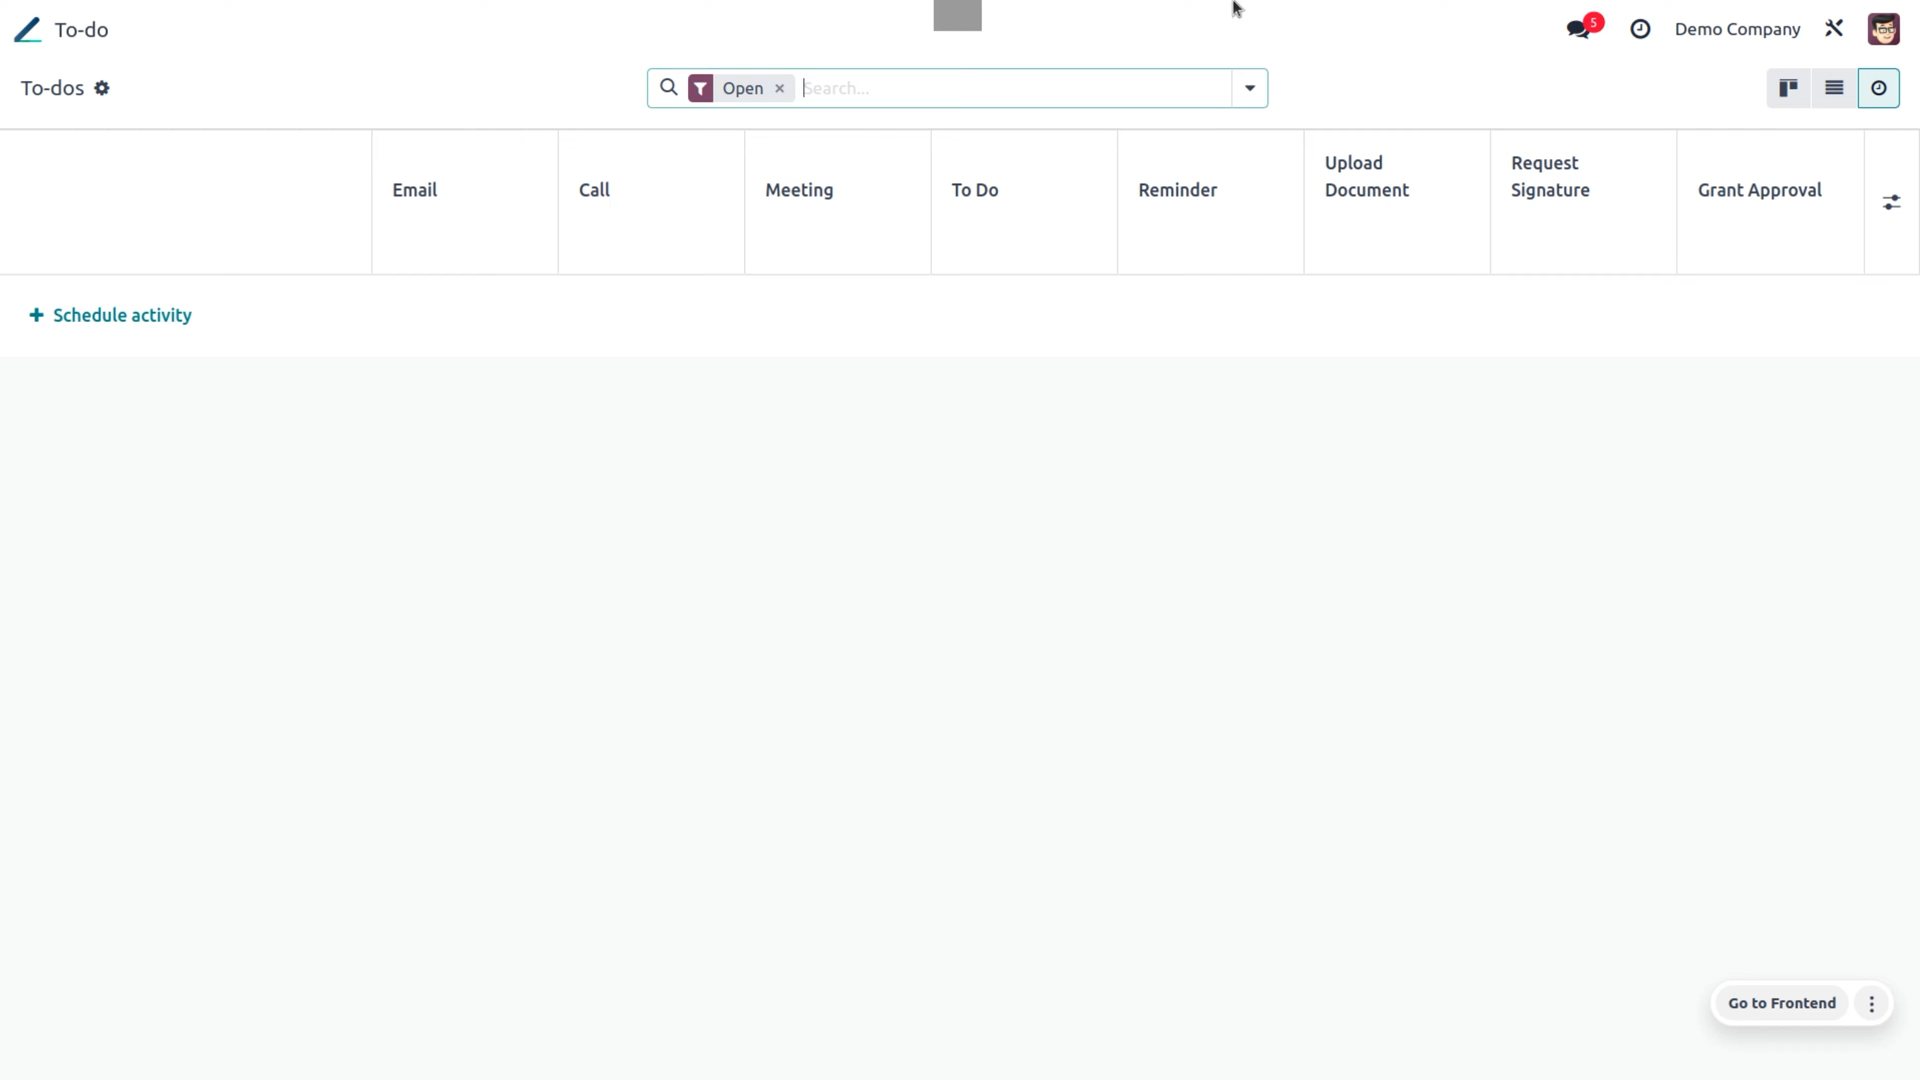 To-do
5
Demo Company
To-dos
Open
Search...
Email
Call
Meeting
To Do
Reminder
Upload
Document
Request
Signature
Grant Approval
Schedule activity
Go to Frontend